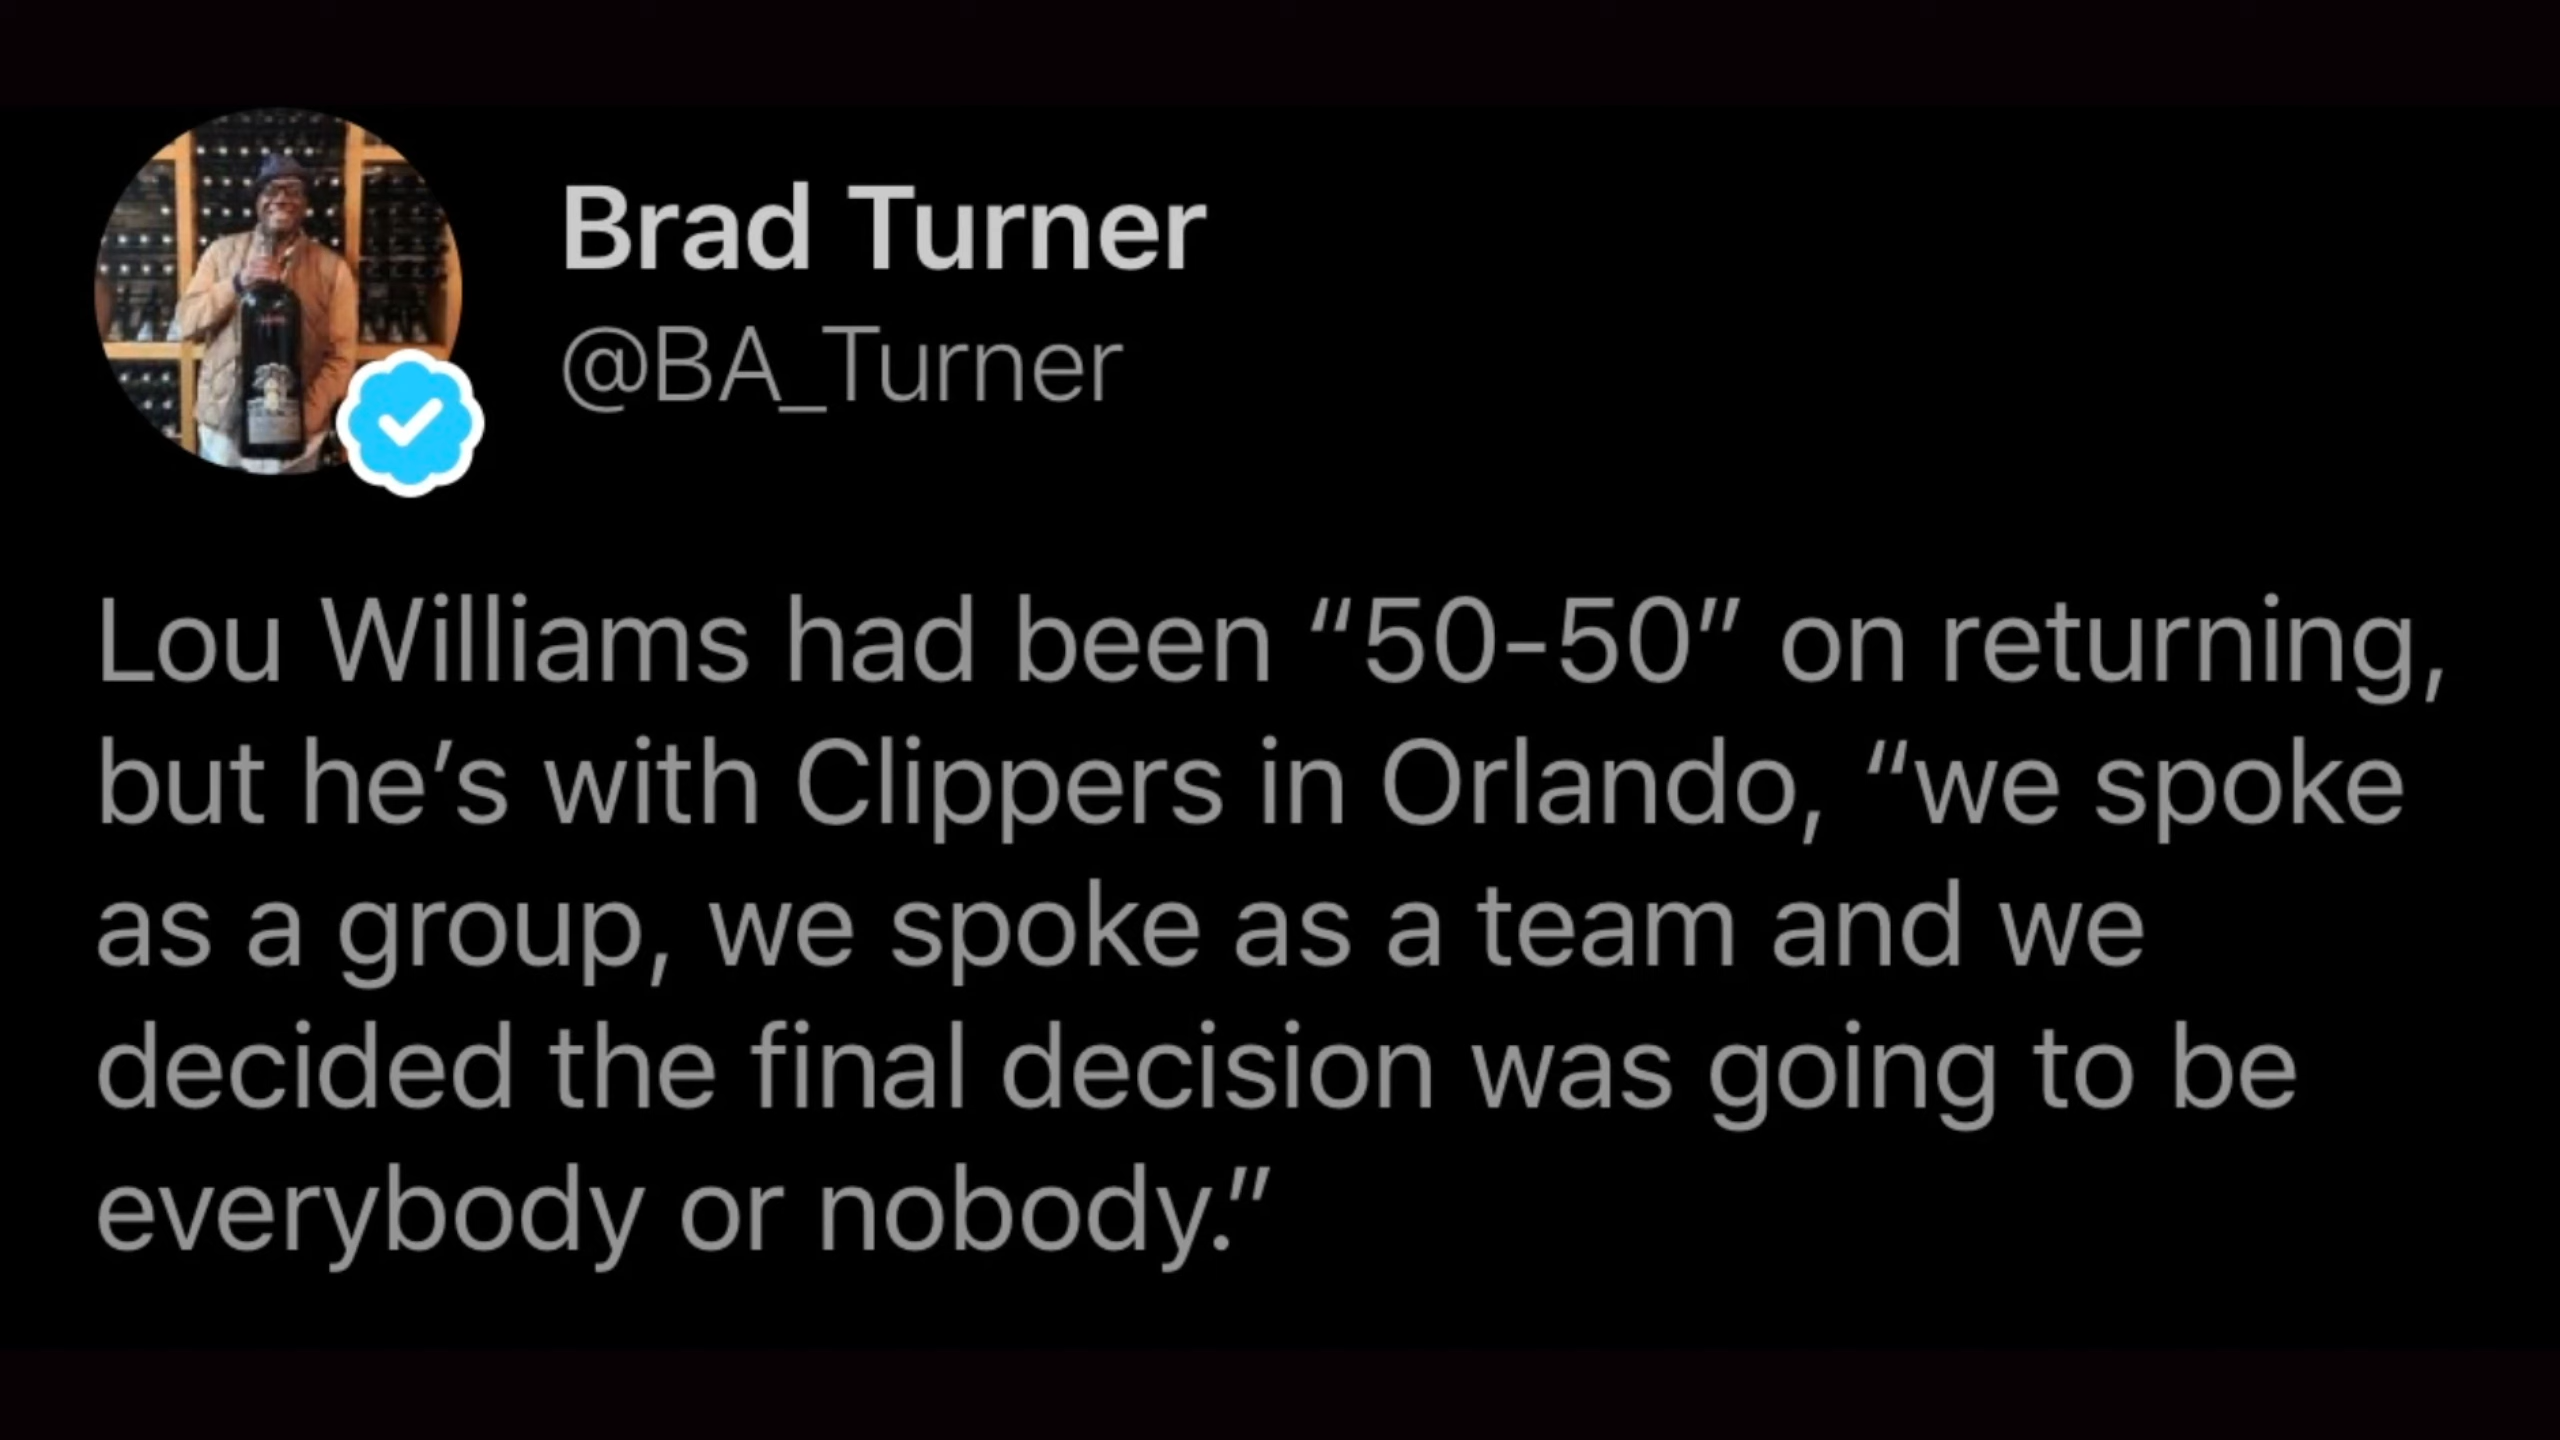 Brad Turner
@BA_Turner
Lou Williams had been “50-50” on returning,
but he’s with Clippers in Orlando, “we spoke
as a group, we spoke as a team and we
decided the final decision was going to be
everybody or nobody.”